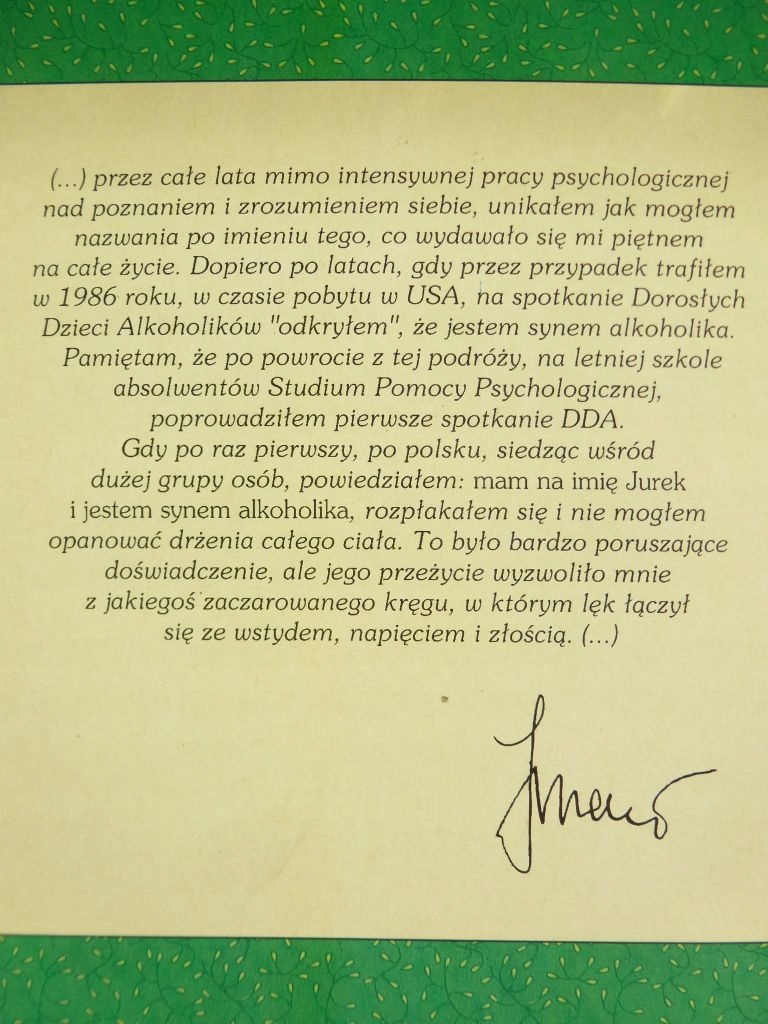 (...) przez całe lata mimo intensywnej pracy psychologicznej
nad poznaniem i zrozumieniem siebie, unikałem jak mogłem
nazwania po imieniu tego, co wydawało się mi piętnem
na całe życie. Dopiero po latach, gdy przez przypadek trafiłem
w 1986 roku, w czasie pobytu w USA, na spotkanie Dorosłych
Dzieci Alkoholików "odkryłem", że jestem synem alkoholika.
Pamiętam, że po powrocie z tej podróży, na letniej szkole
absolwentów Studium Pomocy Psychologicznej,
poprowadziłem pierwsze spotkanie DDA.
Gdy po raz pierwszy, po polsku, siedząc wśród
dużej grupy osób, powiedziałem: mam na imię Jurek
i jestem synem alkoholika, rozpłakałem się i nie mogłem
opanować drżenia całego ciała. To było bardzo poruszające
doświadczenie, ale jego przeżycie wyzwoliło mnie
z jakiegoś zaczarowanego kręgu, w którym lęk łączył
się ze wstydem, napięciem i złością. (...)